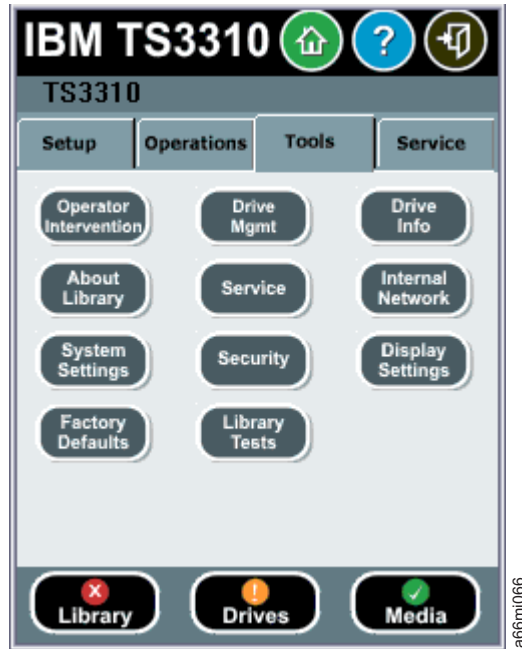 IBM TS3310 ?
TS3310
Setup Operations Tools Service
Operator Intervention
Drive Mgmt
Drive Info
About Library
Service
Internal Network
System Settings
Security
Display Settings
Factory Defaults
Library Tests
Library
!
Drives
Media
a66mi066